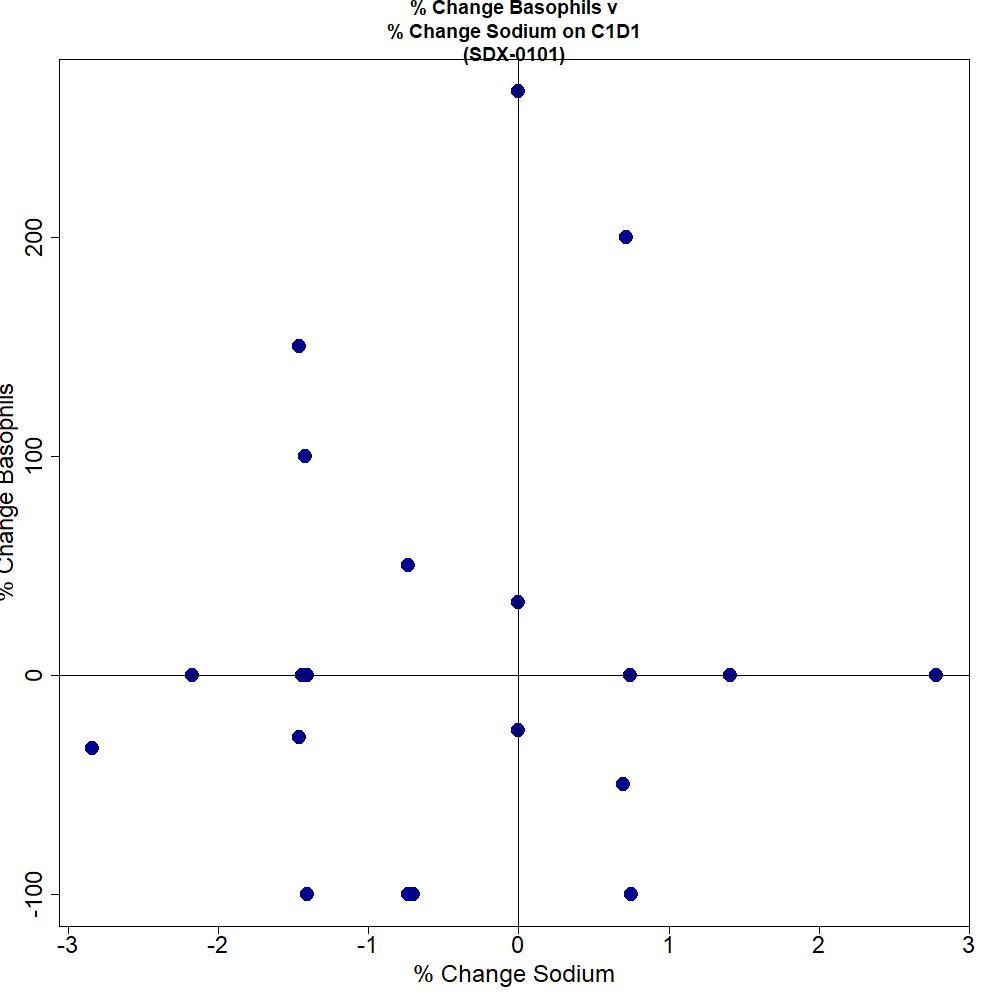 % Change Basophils v
% Change Sodium on C1D1
(SDX-0101)
% Change Basophils
200
100
0
-100
-3
-2
-1
0
1
2
3
% Change Sodium